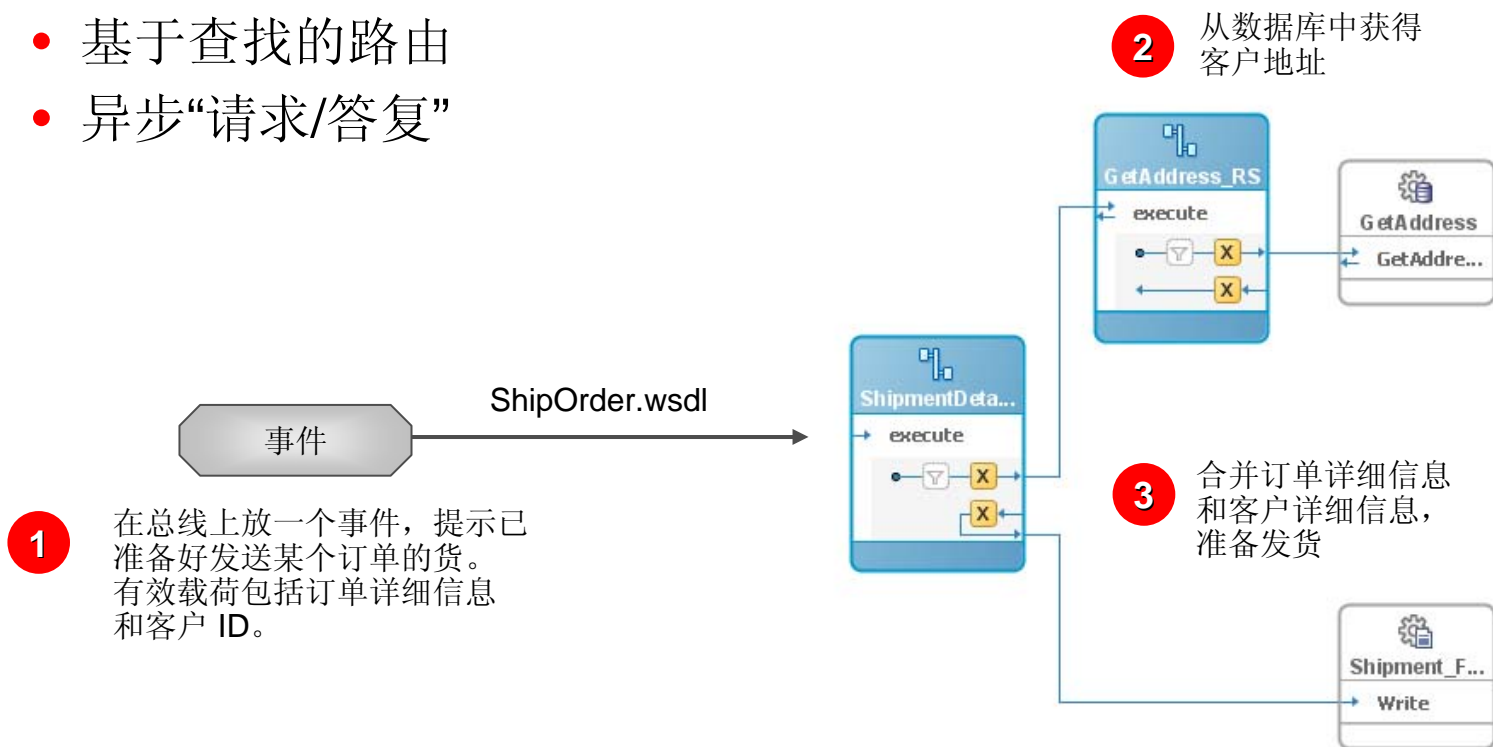 基于查找的路由
异步“请求/答复”
2
从数据库中获得
客户地址
GetAddress_RS
execute
X
X
GetAddress
GetAddre...
事件
ShipOrder.wsdl
ShipmentDeta...
execute
X
X
1
在总线上放一个事件，提示已
准备好发送某个订单的货。
有效载荷包括订单详细信息
和客户 ID。
3
合并订单详细信息
和客户详细信息，
准备发货
Shipment_F...
Write